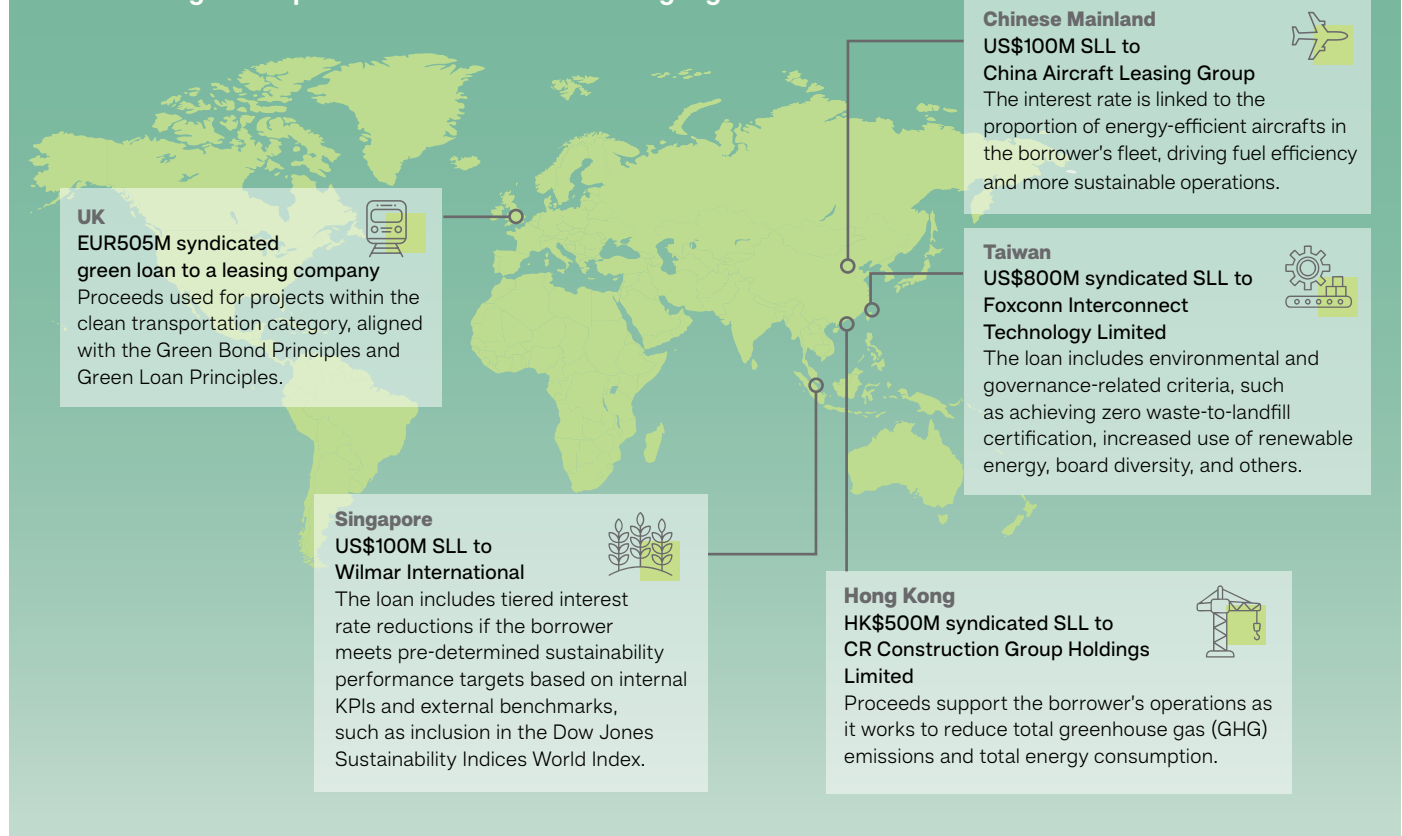 Chinese Mainland
US$100M SLL to
China Aircraft Leasing Group
The interest rate is linked to the
proportion of energy-efficient aircrafts in
the borrower's fleet, driving fuel efficiency
and more sustainable operations.
UK
EUR505M syndicated
green loan to a leasing company
Proceeds used for projects within the
clean transportation category, aligned
with the Green Bond Principles and
Green Loan Principles.
Taiwan
US$800M syndicated SLL to
Foxconn Interconnect
Technology Limited
The loan includes environmental and
governance-related criteria, such
as achieving zero waste-to-landfill
certification, increased use of renewable
energy, board diversity, and others.
Singapore
US$100M SLL to
Wilmar International
The loan includes tiered interest
rate reductions if the borrower
meets pre-determined sustainability
performance targets based on internal
KPIs and external benchmarks,
such as inclusion in the Dow Jones
Sustainability Indices World Index.
Hong Kong
HK$500M syndicated SLL to
CR Construction Group Holdings
Limited
Proceeds support the borrower's operations as
it works to reduce total greenhouse gas (GHG)
emissions and total energy consumption.